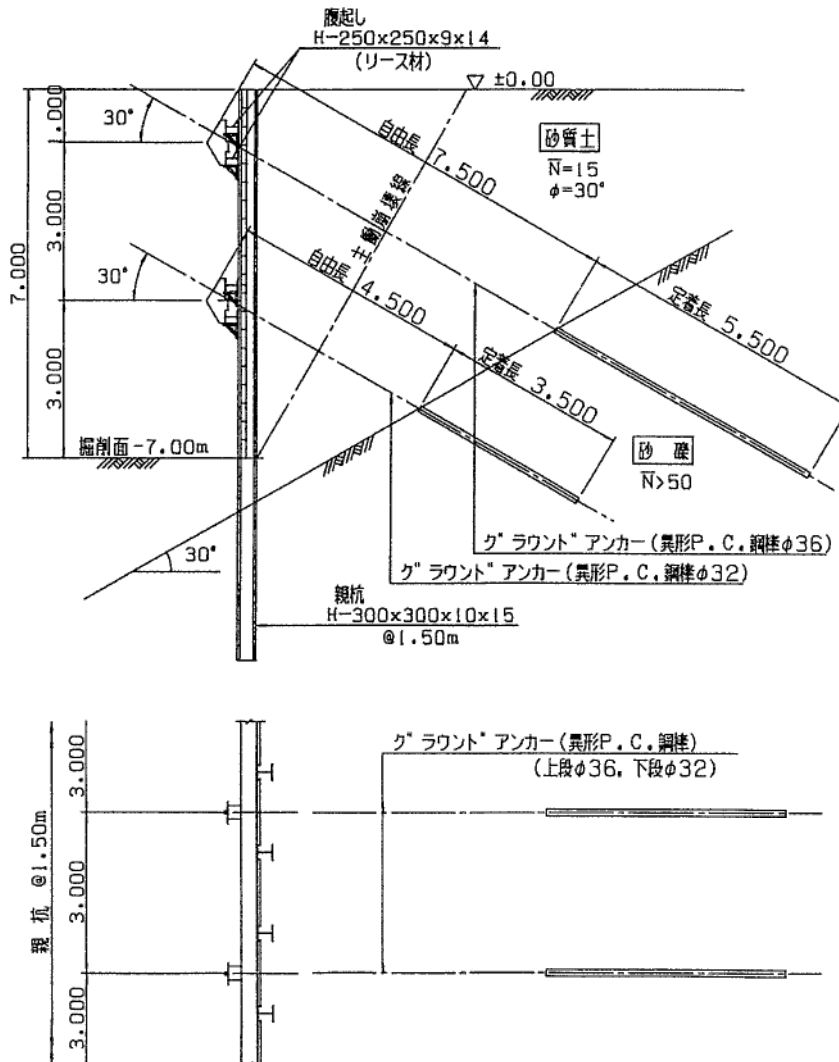 腹起し
H-250x250x9x14
(リース材)
±0.00
1.000
30°
自由長 7.500
砂質土
N̄=15
φ=30°
主働崩壊線
3.000
7.000
30°
自由長 4.500
定着長 5.500
定着長 3.500
3.000
掘削面-7.00m
砂 礫
N̄>50
30°
グラウンドアンカー(異形P.C.鋼棒φ36)
グラウンドアンカー(異形P.C.鋼棒φ32)
親杭
H-300x300x10x15
@1.50m
グラウンドアンカー(異形P.C.鋼棒)
(上段φ36, 下段φ32)
3.000
親杭 @1.50m
3.000
3.000